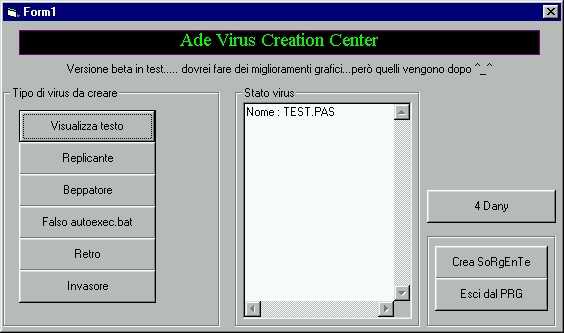 Form1
Ade Virus Creation Center
Versione beta in test..... dovrei fare dei miglioramenti grafici...però quelli vengono dopo ^_^
Tipo di virus da creare
Visualizza testo
Replicante
Beppatore
Falso autoexec.bat
Retro
Invasore
Stato virus
Nome : TEST.PAS
4 Dany
Crea SoRgEnTe
Esci dal PRG